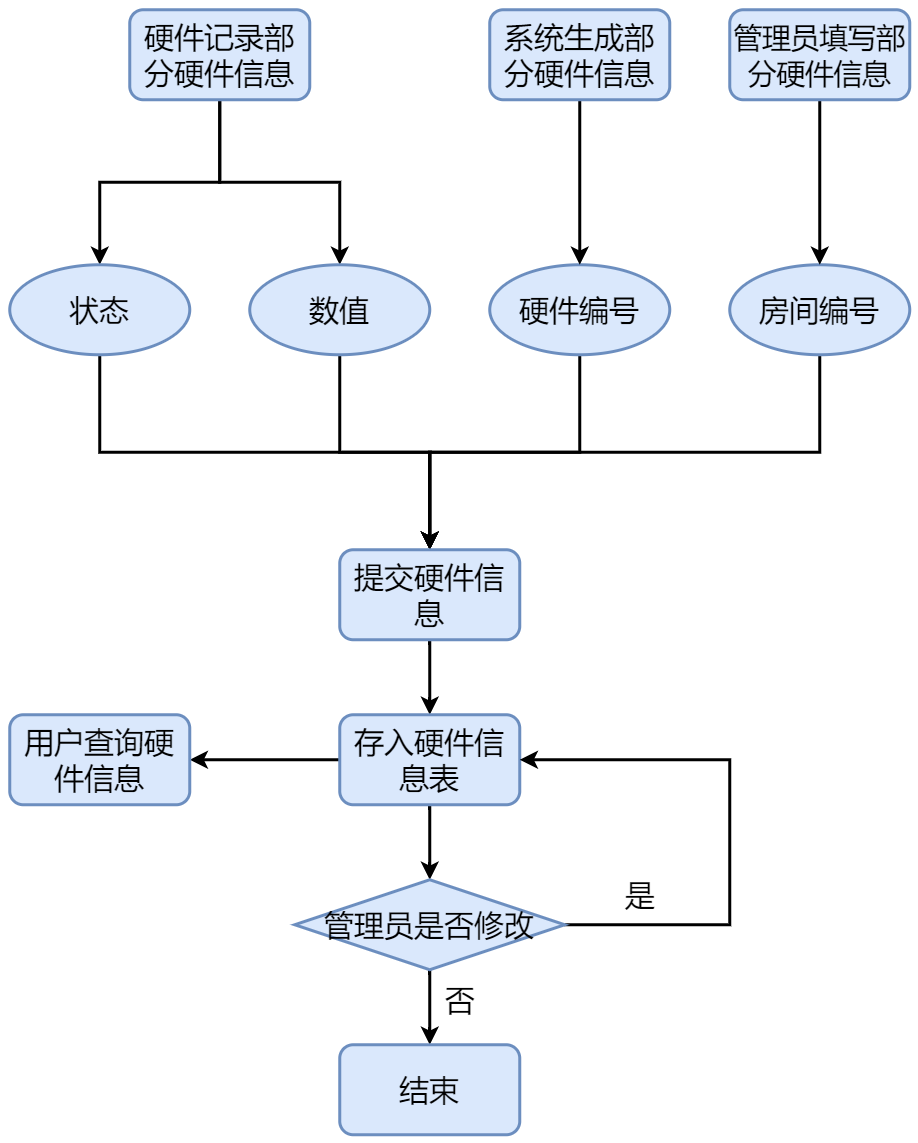 硬件记录部
分硬件信息
系统生成部
分硬件信息
管理员填写部
分硬件信息
状态
数值
硬件编号
房间编号
提交硬件信
息
用户查询硬
件信息
存入硬件信
息表
管理员是否修改
是
否
结束